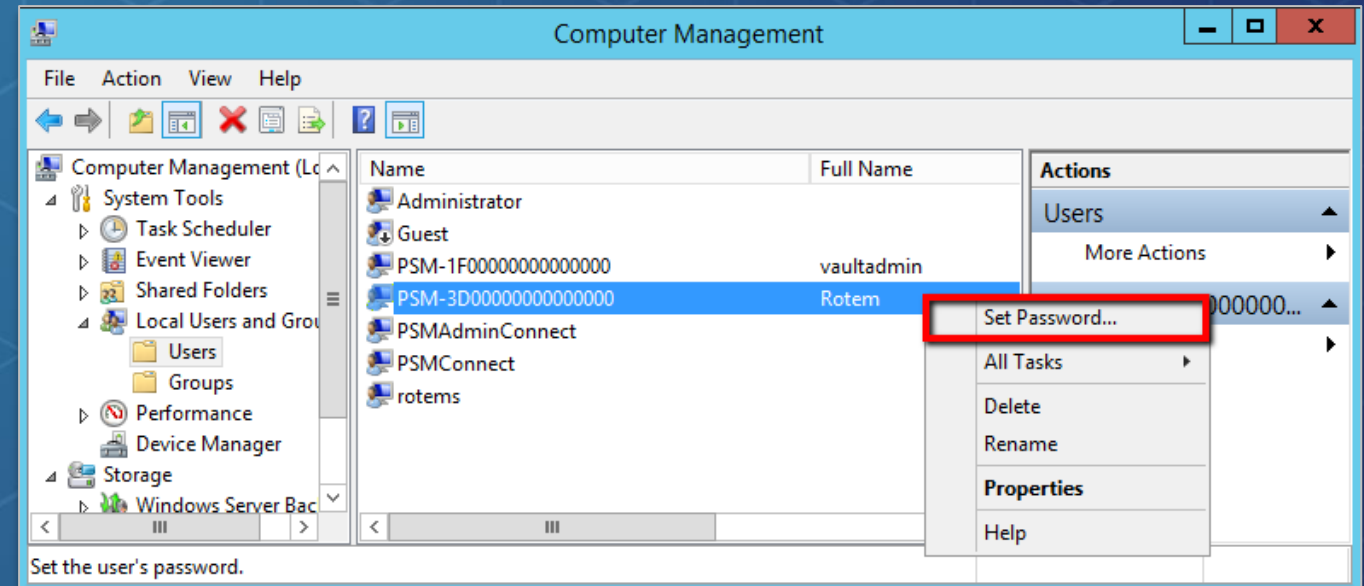 Computer Management
File Action View Help
Computer Management (Lo
System Tools
Task Scheduler
Event Viewer
Shared Folders
Local Users and Grou
Users
Groups
Performance
Device Manager
Storage
Windows Server Bac
Name Full Name
Administrator
Guest
PSM-1F00000000000000 vaultadmin
PSM-3D00000000000000 Rotem
PSMAdminConnect
PSMConnect
rotems
Set Password...
All Tasks
Delete
Rename
Properties
Help
Actions
Users
More Actions
000000...
Set the user's password.